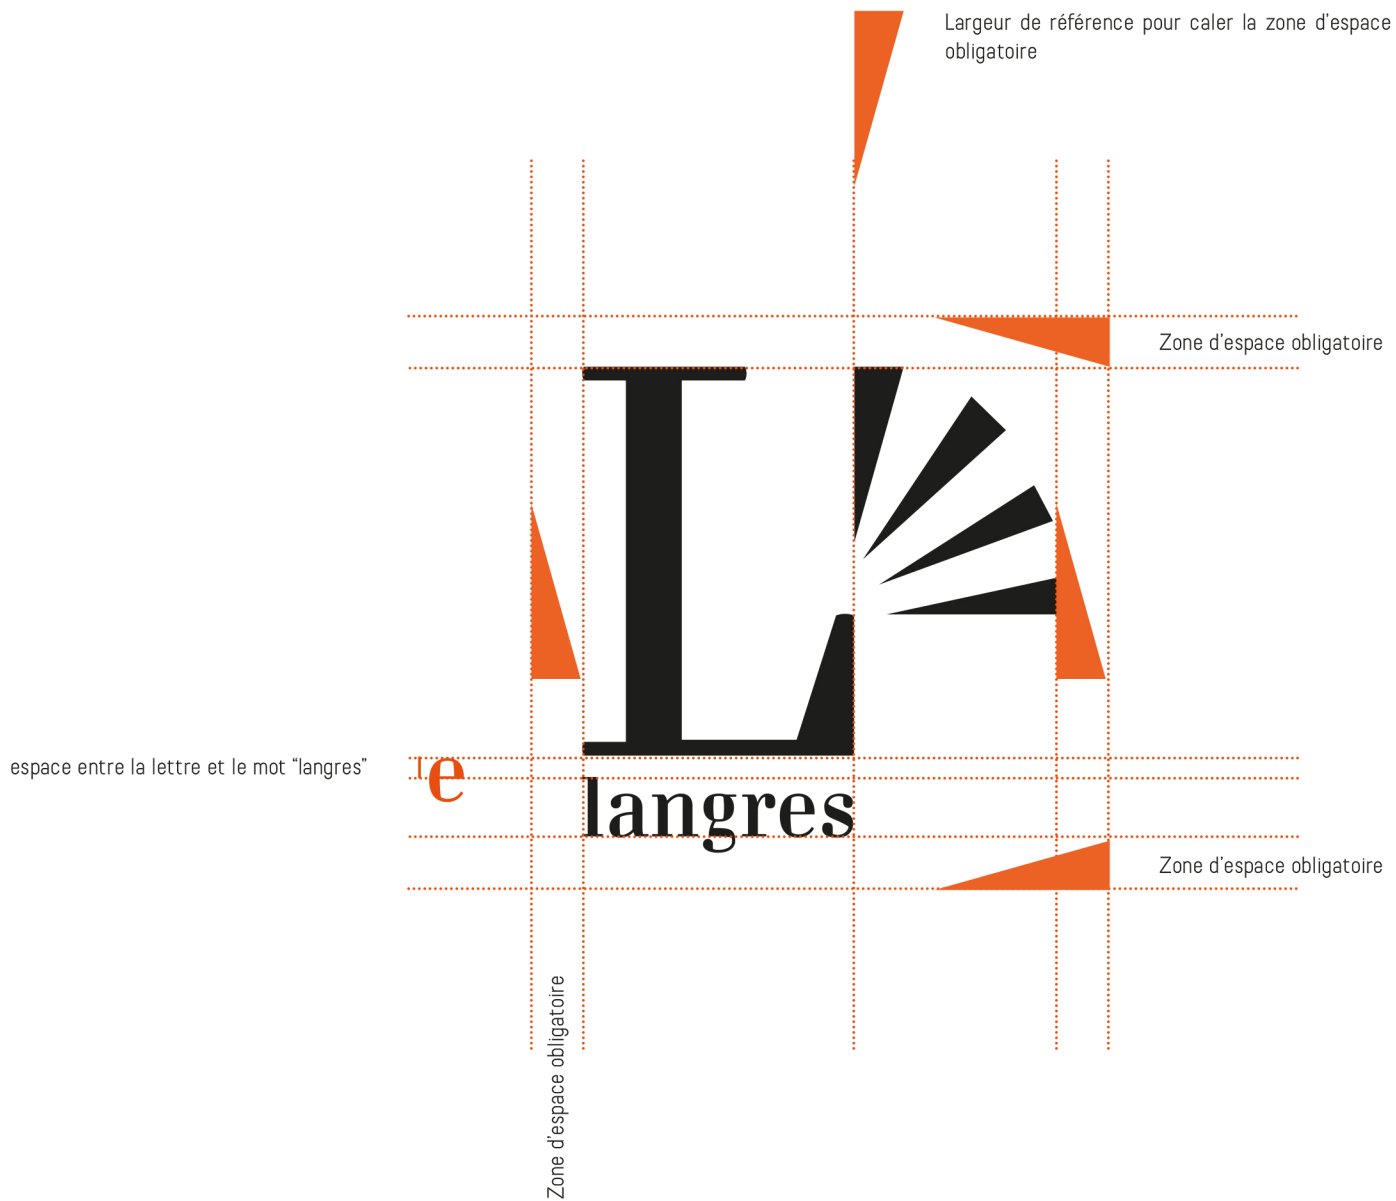 Largeur de référence pour caler la zone d'espace
obligatoire
Zone d'espace obligatoire
L
espace entre la lettre et le mot “langres”
e
langres
Zone d'espace obligatoire
Zone d'espace obligatoire